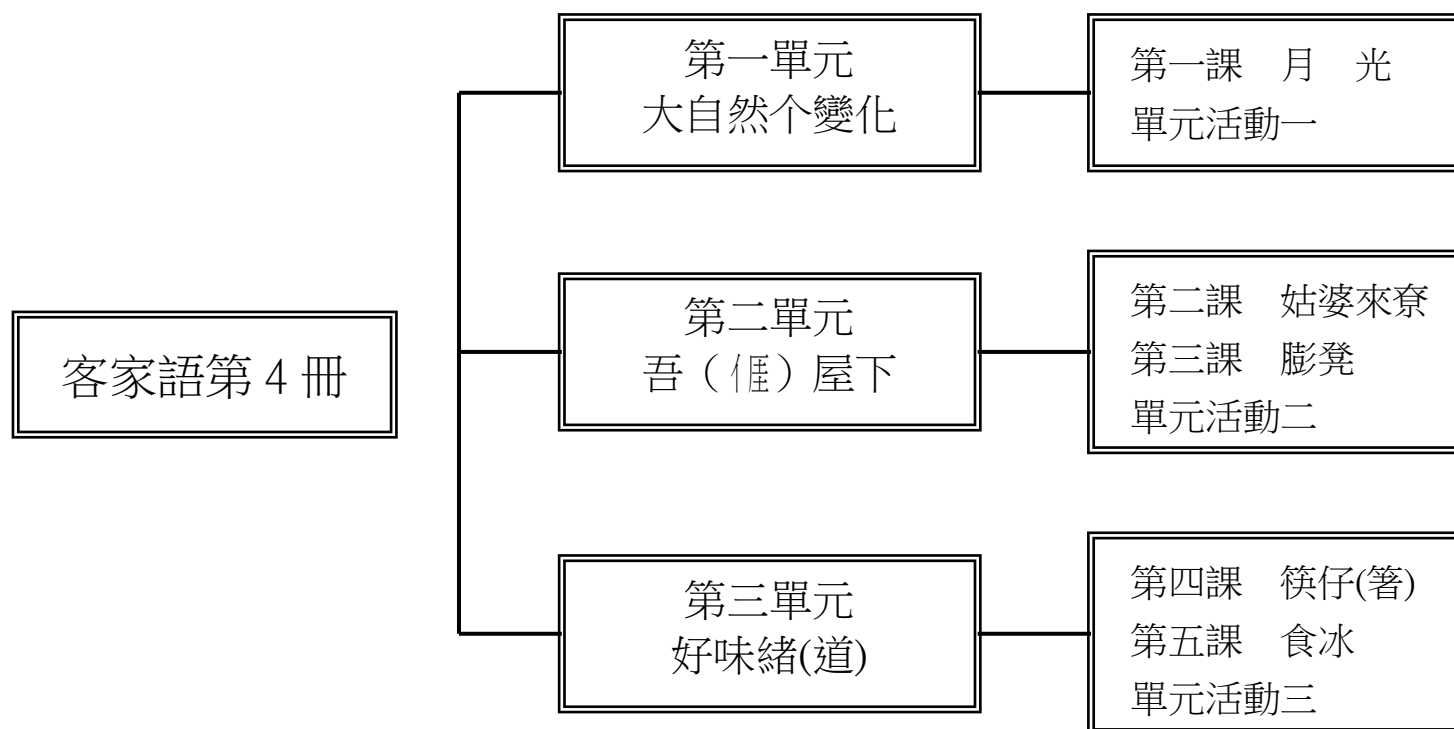 客家語第 4 冊
第一單元
大自然个變化
第一課　月　光
單元活動一
第二單元
吾（𠊎）屋下
第二課　姑婆來尞
第三課　膨凳
單元活動二
第三單元
好味緒(道)
第四課　筷仔(箸)
第五課　食冰
單元活動三